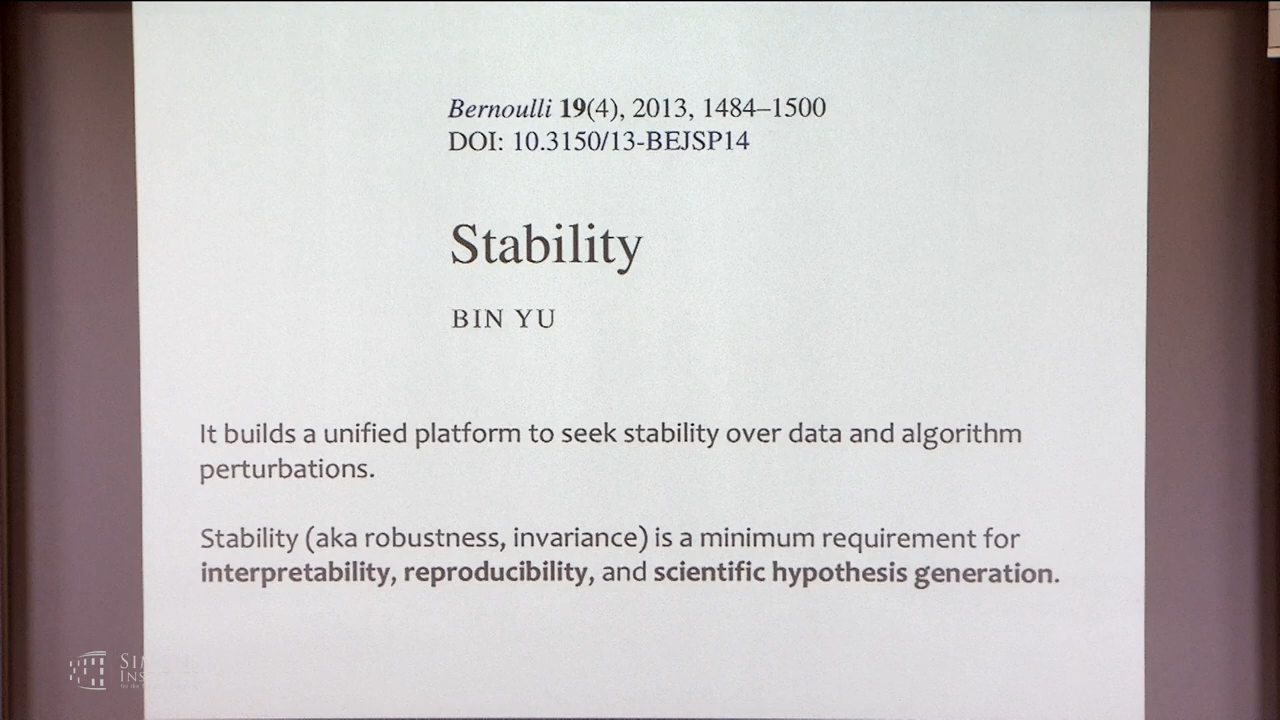 Bernoulli 19(4), 2013, 1484–1500
DOI: 10.3150/13-BEJSP14
Stability
BIN YU
It builds a unified platform to seek stability over data and algorithm
perturbations.
Stability (aka robustness, invariance) is a minimum requirement for
interpretability, reproducibility, and scientific hypothesis generation.